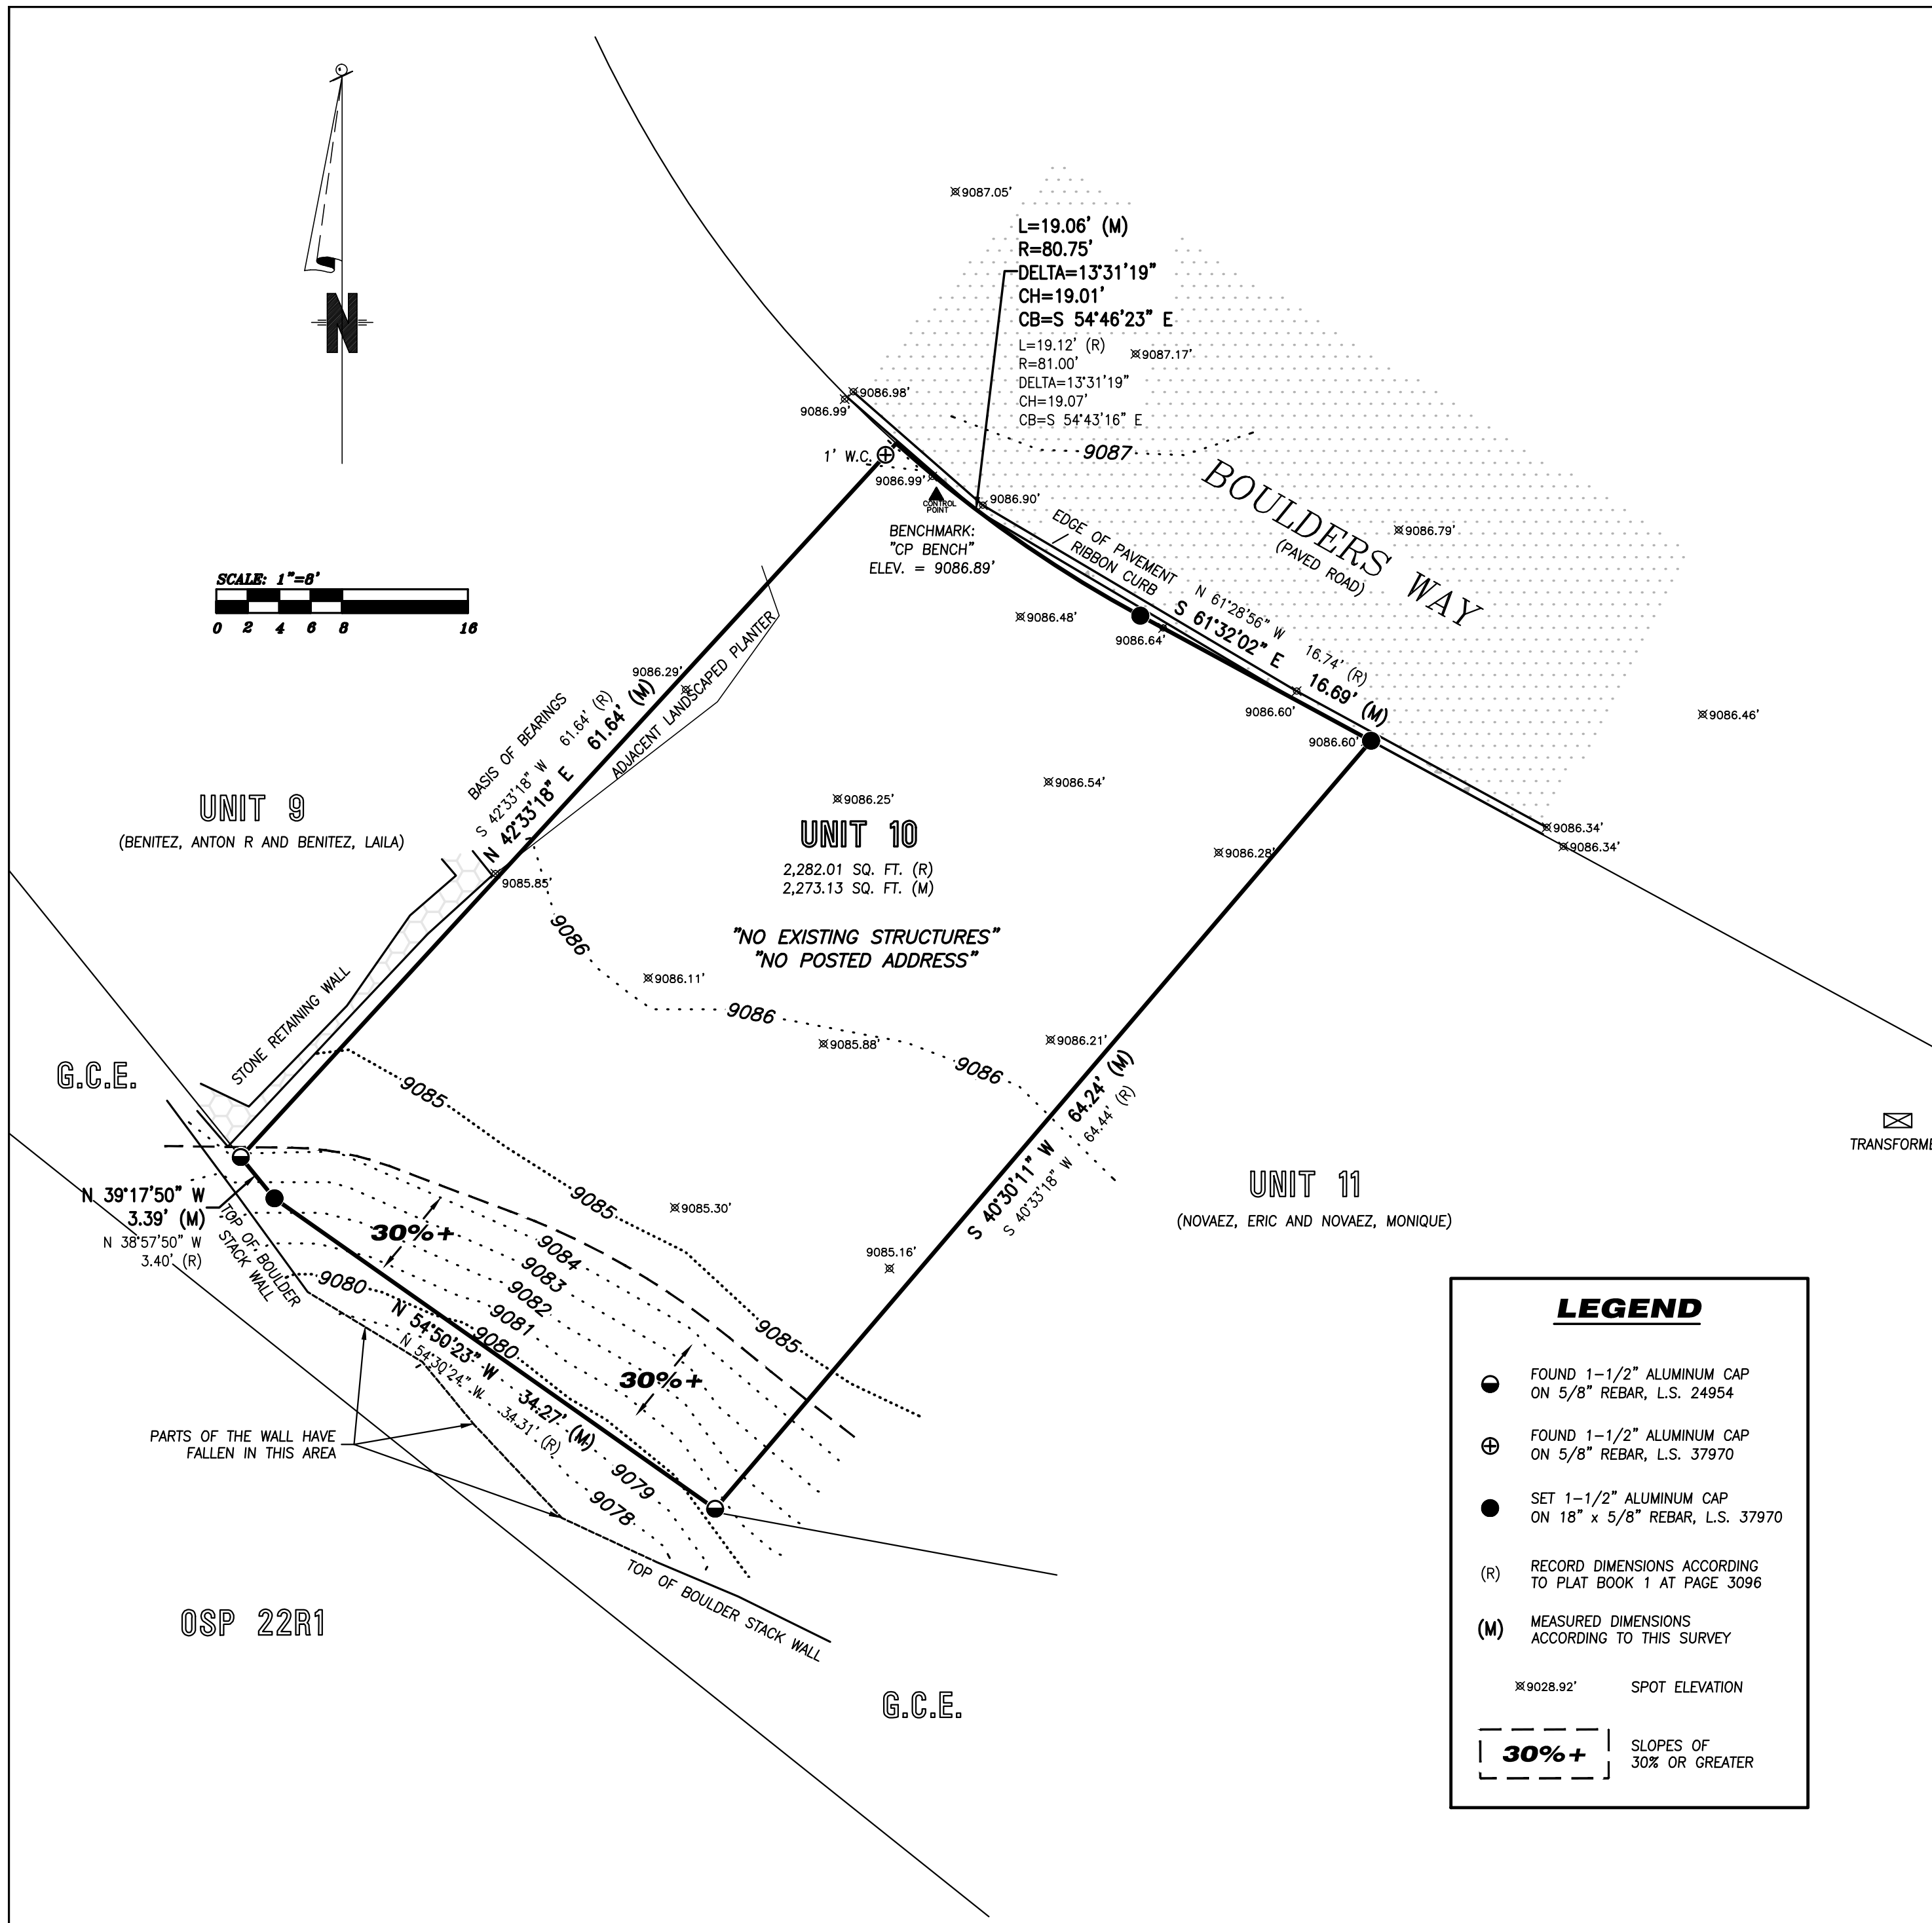 N
SCALE: 1"=8'
0 2 4 6 8 16
9087.05'
L=19.06' (M)
R=80.75'
DELTA=13°31'19"
CH=19.01'
CB=S 54°46'23" E
L=19.12' (R)
R=81.00'
DELTA=13°31'19"
CH=19.07'
CB=S 54°43'16" E
9087.17'
9086.98'
9086.99'
1' W.C.
9086.99'
CONTROL
POINT
9086.90'
BENCHMARK:
"CP BENCH"
ELEV. = 9086.89'
9087
BOULDERS WAY
(PAVED ROAD)
9086.79'
EDGE OF PAVEMENT
/ RIBBON CURB
N 61°28'56" W 16.74' (R)
S 61°32'02" E 16.69' (M)
9086.48'
9086.64'
9086.60'
9086.60'
9086.46'
9086.34'
9086.34'
9086.29'
BASIS OF BEARINGS
S 42°33'18" W 61.64' (R)
N 42°33'18" E 61.64' (M)
ADJACENT LANDSCAPED PLANTER
UNIT 9
(BENITEZ, ANTON R AND BENITEZ, LAILA)
9086.25'
9086.54'
UNIT 10
2,282.01 SQ. FT. (R)
2,273.13 SQ. FT. (M)
"NO EXISTING STRUCTURES"
"NO POSTED ADDRESS"
9086.28'
9085.85'
9086
9086.11'
9086
9085.88'
9086.21'
9086
STONE RETAINING WALL
G.C.E.
9085
9085
9085.30'
9085
9085.16'
S 40°30'11" W 64.24' (M)
S 40°33'18" W 64.44' (R)
UNIT 11
(NOVAEZ, ERIC AND NOVAEZ, MONIQUE)
TRANSFORME
N 39°17'50" W
3.39' (M)
N 38°57'50" W
3.40' (R)
TOP OF BOULDER
STACK WALL
30%+
9084
9083
9082
9081
9080
9080
30%+
N 54°50'23" W 34.27' (M)
N 54°30'24" W 34.31' (R)
9079
9078
PARTS OF THE WALL HAVE
FALLEN IN THIS AREA
TOP OF BOULDER STACK WALL
OSP 22R1
G.C.E.
LEGEND
FOUND 1-1/2" ALUMINUM CAP
ON 5/8" REBAR, L.S. 24954
FOUND 1-1/2" ALUMINUM CAP
ON 5/8" REBAR, L.S. 37970
SET 1-1/2" ALUMINUM CAP
ON 18" x 5/8" REBAR, L.S. 37970
(R) RECORD DIMENSIONS ACCORDING
TO PLAT BOOK 1 AT PAGE 3096
(M) MEASURED DIMENSIONS
ACCORDING TO THIS SURVEY
9028.92' SPOT ELEVATION
30%+ SLOPES OF
30% OR GREATER